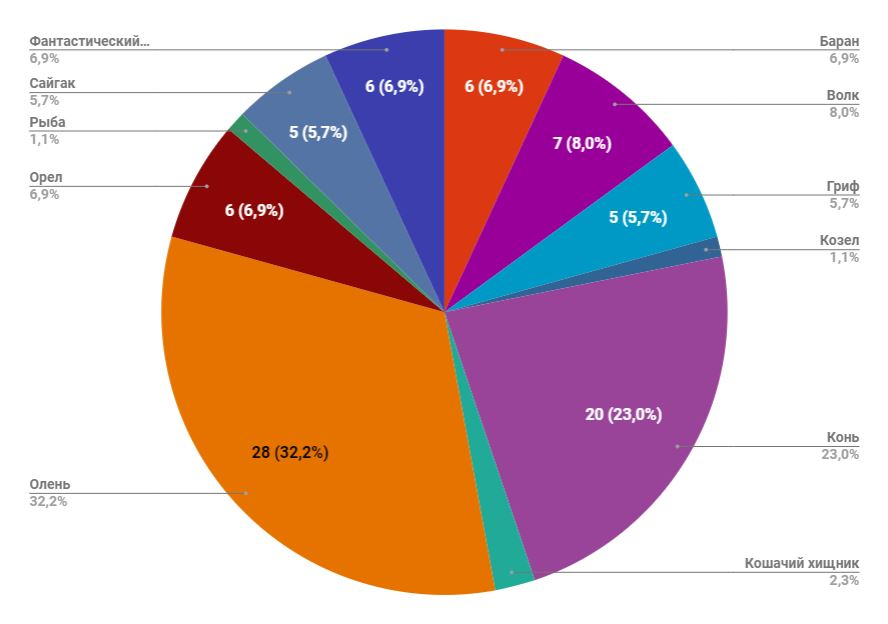 Фантастический...
6,9%
Сайгак
5,7%
Рыба
1,1%
Орел
6,9%
Олень
32,2%
6 (6,9%)
6 (6,9%)
7 (8,0%)
5 (5,7%)
5 (5,7%)
6 (6,9%)
20 (23,0%)
28 (32,2%)
Баран
6,9%
Волк
8,0%
Гриф
5,7%
Козел
1,1%
Конь
23,0%
Кошачий хищник
2,3%